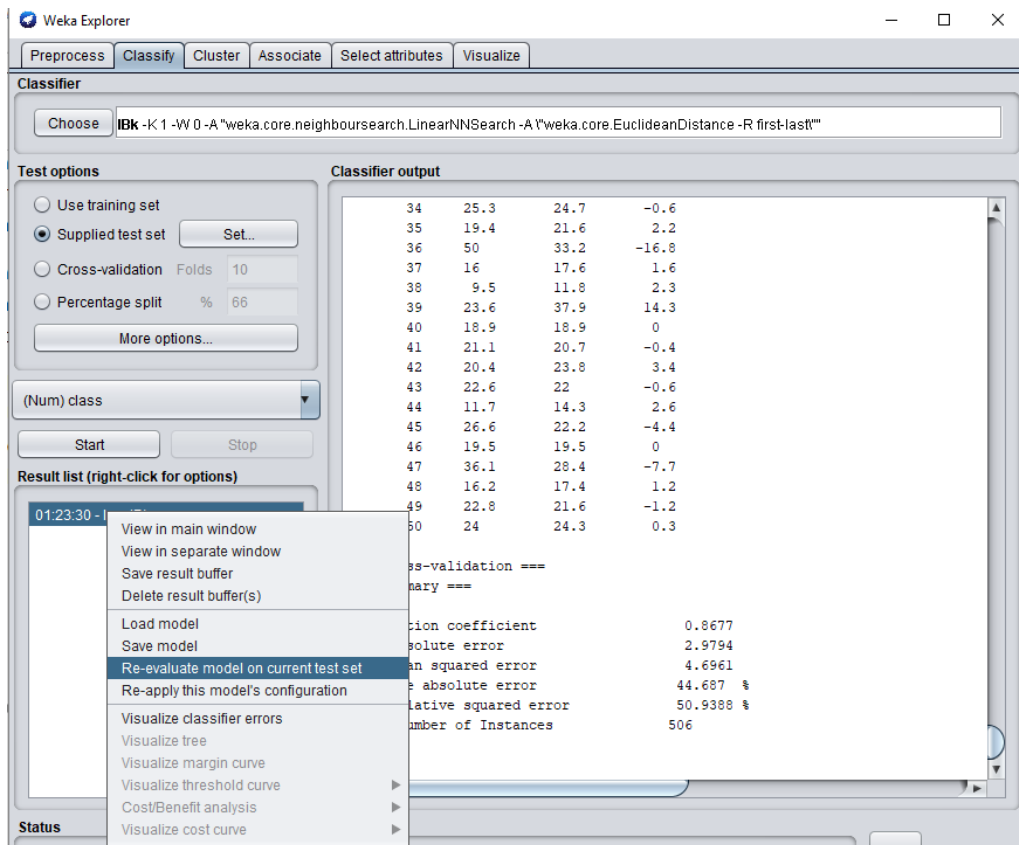 Weka Explorer
Preprocess Classify Cluster Associate Select attributes Visualize
Classifier
Choose IBk -K 1 -W 0 -A "weka.core.neighboursearch.LinearNNSearch -A \"weka.core.EuclideanDistance -R first-last\""
Test options
Use training set
Supplied test set Set...
Cross-validation Folds 10
Percentage split % 66
More options...
(Num) class
Start Stop
Result list (right-click for options)
01:23:30 -
View in main window
View in separate window
Save result buffer
Delete result buffer(s)
Load model
Save model
Re-evaluate model on current test set
Re-apply this model's configuration
Visualize classifier errors
Visualize tree
Visualize margin curve
Visualize threshold curve
Cost/Benefit analysis
Visualize cost curve
Classifier output
34 25.3 24.7 -0.6
35 19.4 21.6 2.2
36 50 33.2 -16.8
37 16 17.6 1.6
38 9.5 11.8 2.3
39 23.6 37.9 14.3
40 18.9 18.9 0
41 21.1 20.7 -0.4
42 20.4 23.8 3.4
43 22.6 22 -0.6
44 11.7 14.3 2.6
45 26.6 22.2 -4.4
46 19.5 19.5 0
47 36.1 28.4 -7.7
48 16.2 17.4 1.2
49 22.8 21.6 -1.2
50 24 24.3 0.3
ss-validation ===
mary ===
tion coefficient 0.8677
solute error 2.9794
an squared error 4.6961
e absolute error 44.687 %
lative squared error 50.9388 %
umber of Instances 506
Status